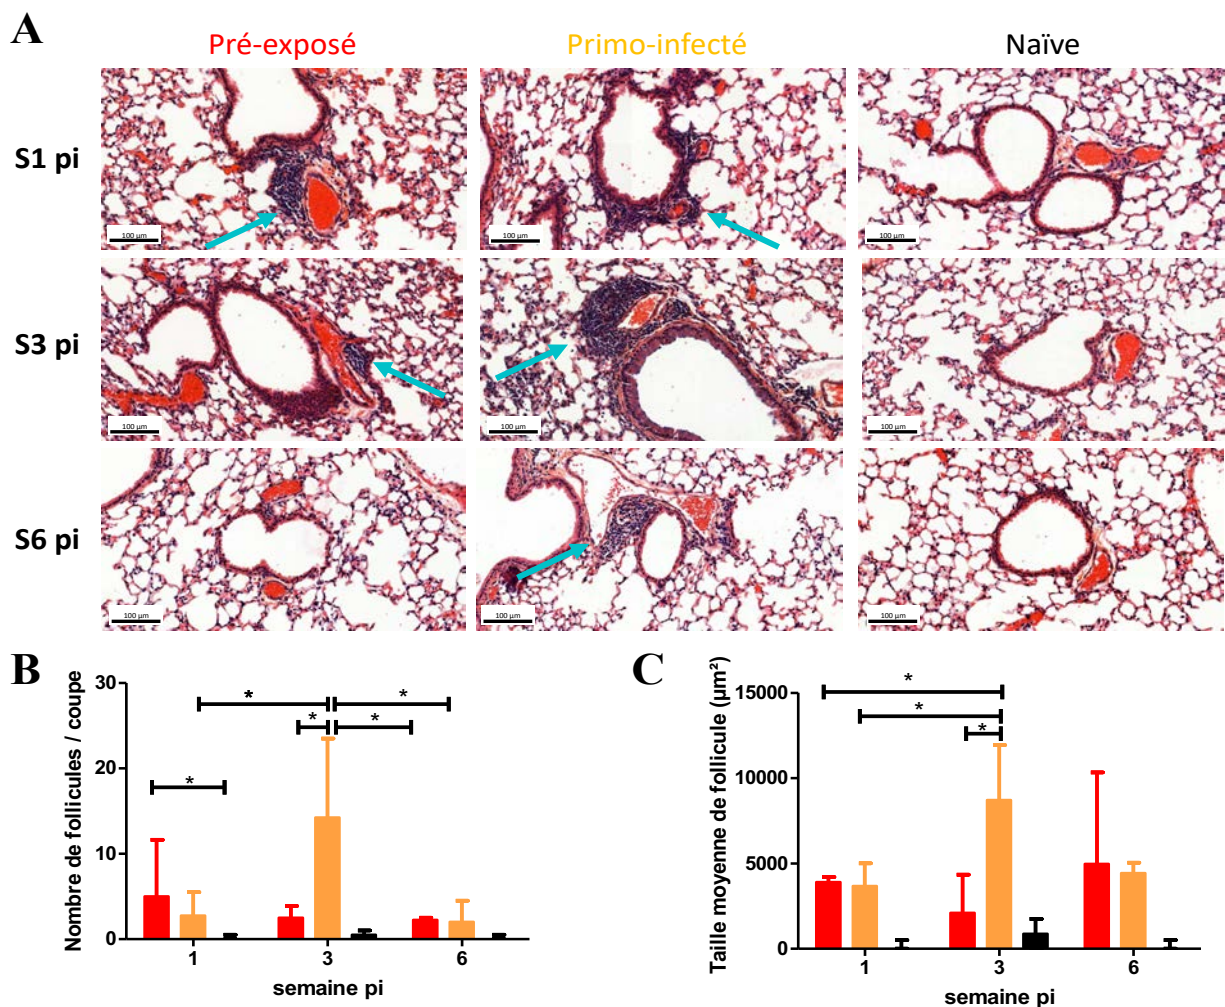 A
Pré-exposé Primo-infecté Naïve
S1 pi
100 µm 100 µm 100 µm
S3 pi
100 µm 100 µm 100 µm
S6 pi
100 µm 100 µm 100 µm
B
Nombre de follicules / coupe
30
20
10
0
* * * * *
1 3 6
semaine pi
C
Taille moyenne de follicule (µm²)
15000
10000
5000
0
* * *
1 3 6
semaine pi